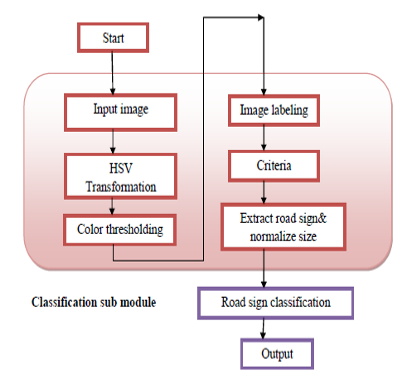 Start
Input image
HSV
Transformation
Color thresholding
Image labeling
Criteria
Extract road sign&
normalize size
Classification sub module
Road sign classification
Output